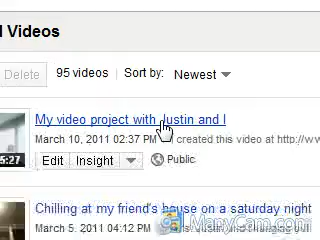 Videos
Delete 95 videos Sort by: Newest
My video project with Justin and I
March 10, 2011 02:37 PM I created this video at http://ww
5:27 Edit Insight Public
Chilling at my friend's house on a saturday night
March 5, 2011 04:12 PM
ManyCam.com